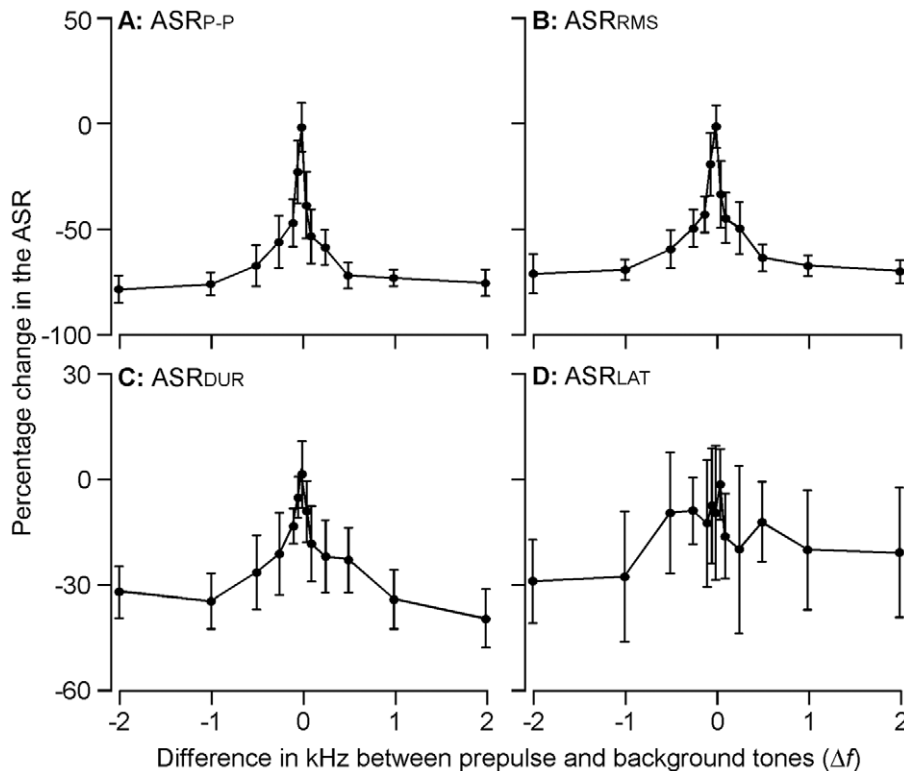 A: ASRP-P
B: ASRRMS
50
0
-50
-100
C: ASRDUR
D: ASRLAT
30
0
-30
-60
-2 -1 0 1 2
-2 -1 0 1 2
Percentage change in the ASR
Difference in kHz between prepulse and background tones (Δf)